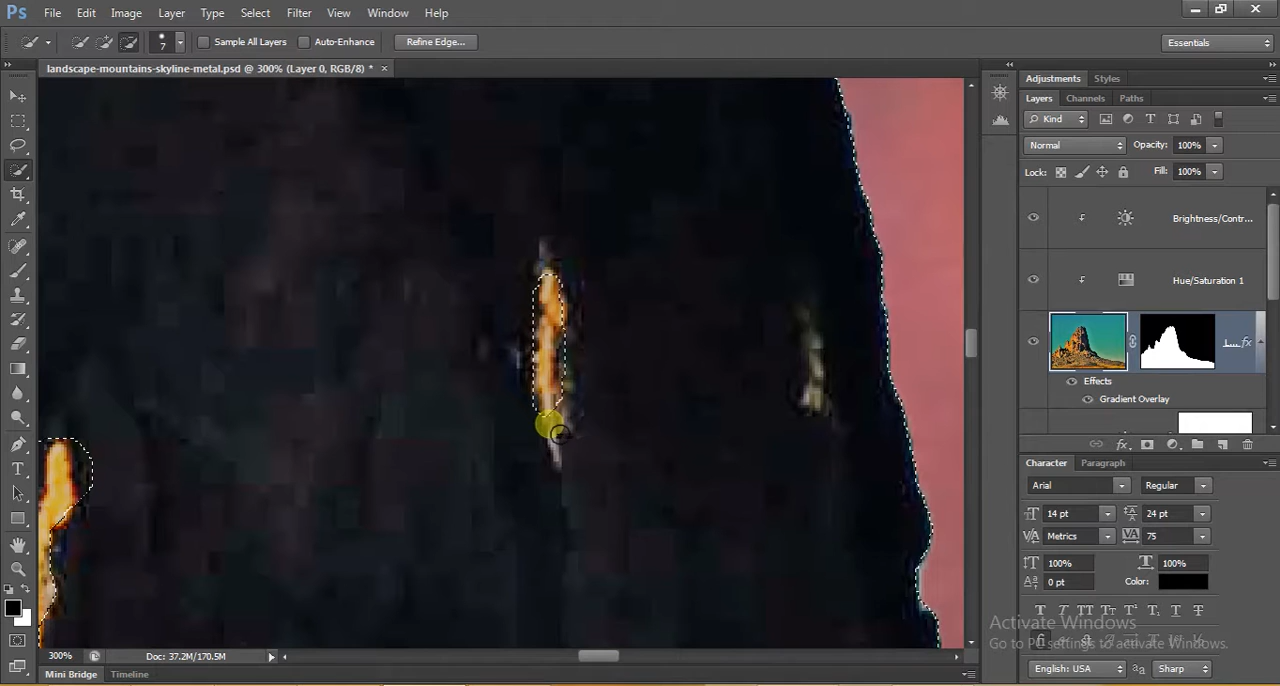 Ps File Edit Image Layer Type Select Filter View Window Help
7 Sample All Layers Auto-Enhance Refine Edge... Essentials
landscape-mountains-skyline-metal.psd @ 300% (Layer 0, RGB/8) * ×
Adjustments Styles
Layers Channels Paths
Kind
Normal Opacity: 100%
Lock: Fill: 100%
Brightness/Contr...
Hue/Saturation 1
fx
Effects
Gradient Overlay
fx
Character Paragraph
Arial Regular
14 pt 24 pt
Metrics 75
100% 100%
0 pt Color:
Activate Windows
Go to PC settings to activate Windows.
English: USA Sharp
300% Doc: 37.2M/170.5M
Mini Bridge Timeline